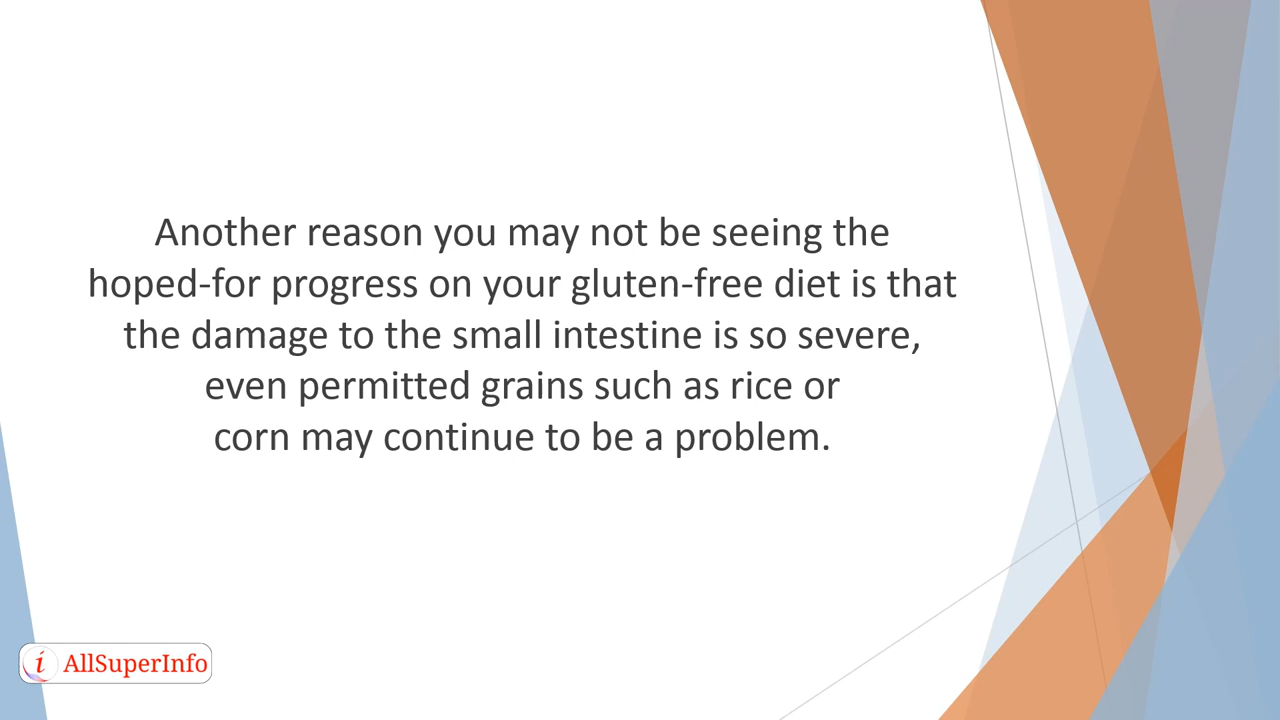 Another reason you may not be seeing the
hoped-for progress on your gluten-free diet is that
the damage to the small intestine is so severe,
even permitted grains such as rice or
corn may continue to be a problem.
i AllSuperInfo